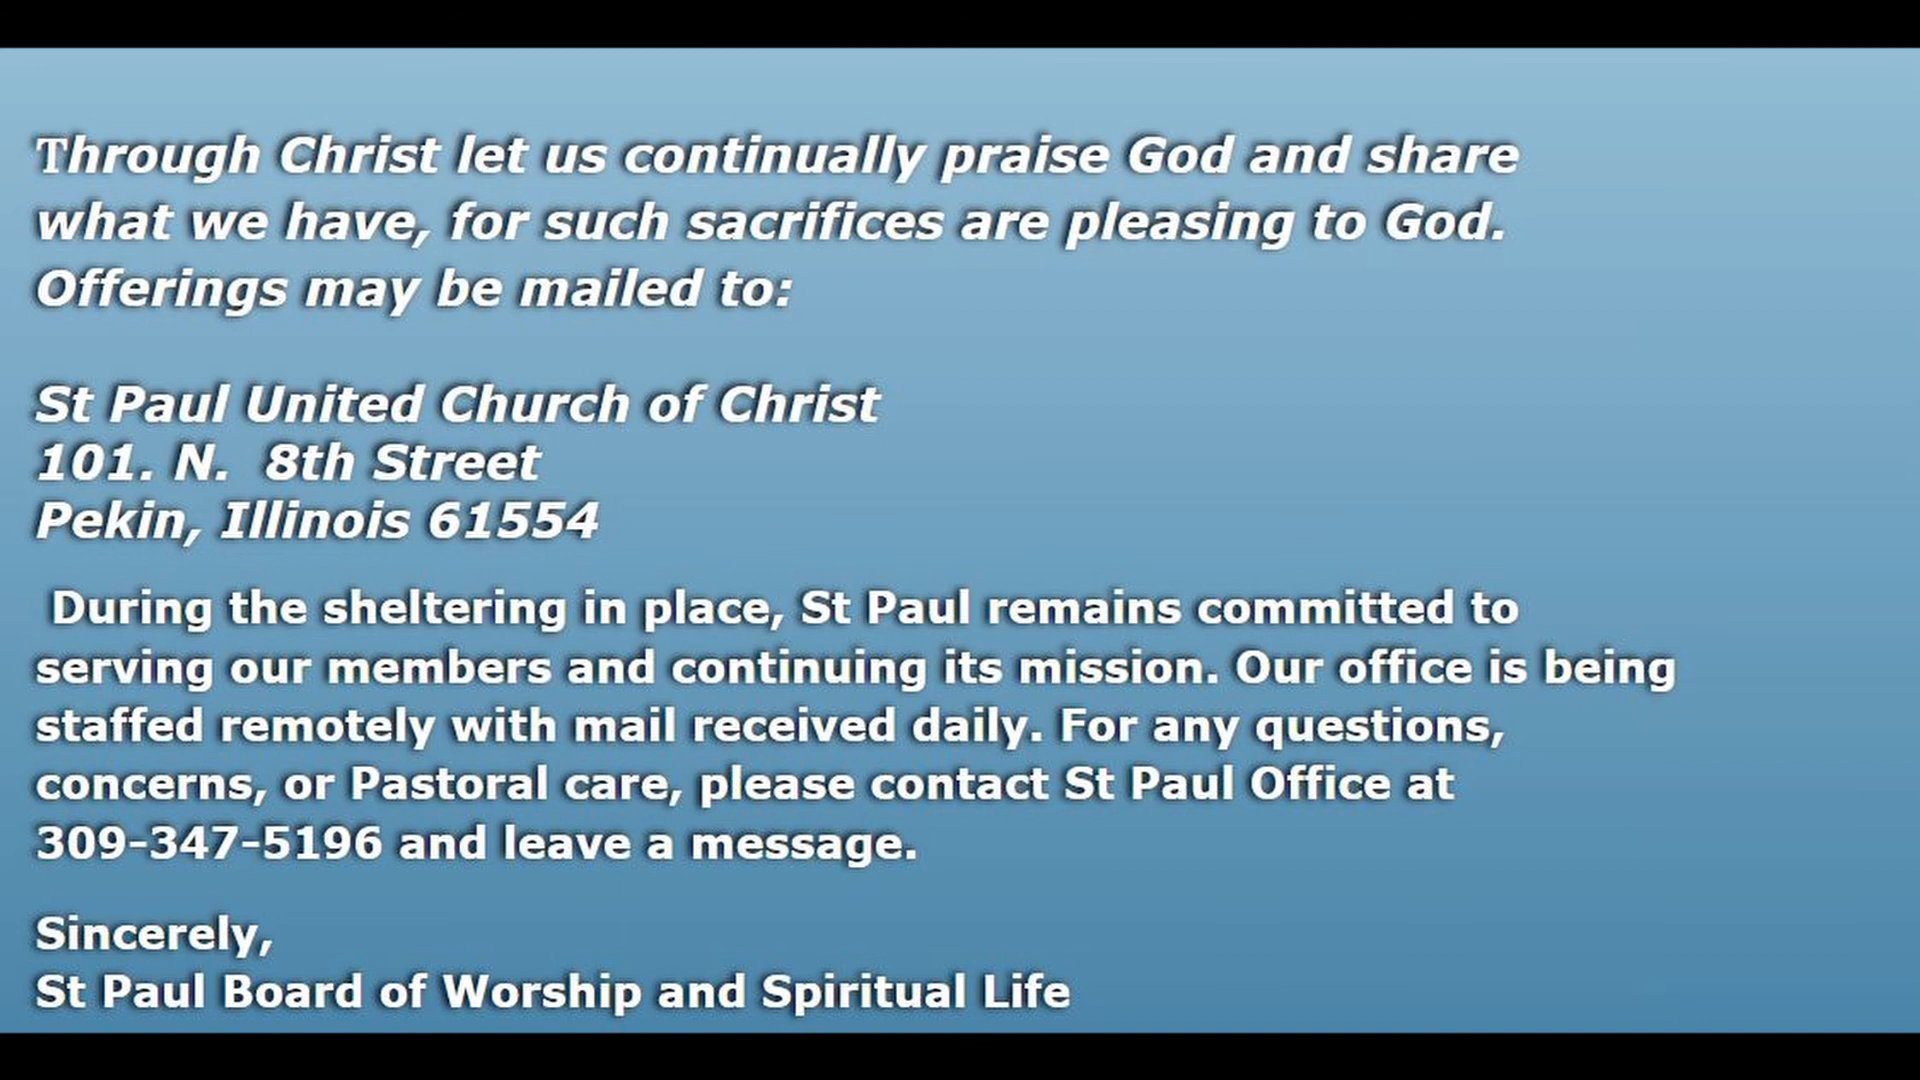 Through Christ let us continually praise God and share
what we have, for such sacrifices are pleasing to God.
Offerings may be mailed to:
St Paul United Church of Christ
101. N.  8th Street
Pekin, Illinois 61554
During the sheltering in place, St Paul remains committed to
serving our members and continuing its mission. Our office is being
staffed remotely with mail received daily. For any questions,
concerns, or Pastoral care, please contact St Paul Office at
309-347-5196 and leave a message.
Sincerely,
St Paul Board of Worship and Spiritual Life